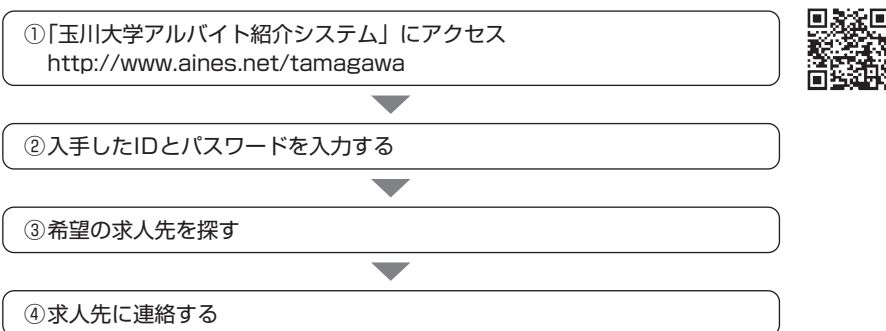 ①「玉川大学アルバイト紹介システム」にアクセス
http://www.aines.net/tamagawa
②入手したIDとパスワードを入力する
③希望の求人先を探す
④求人先に連絡する